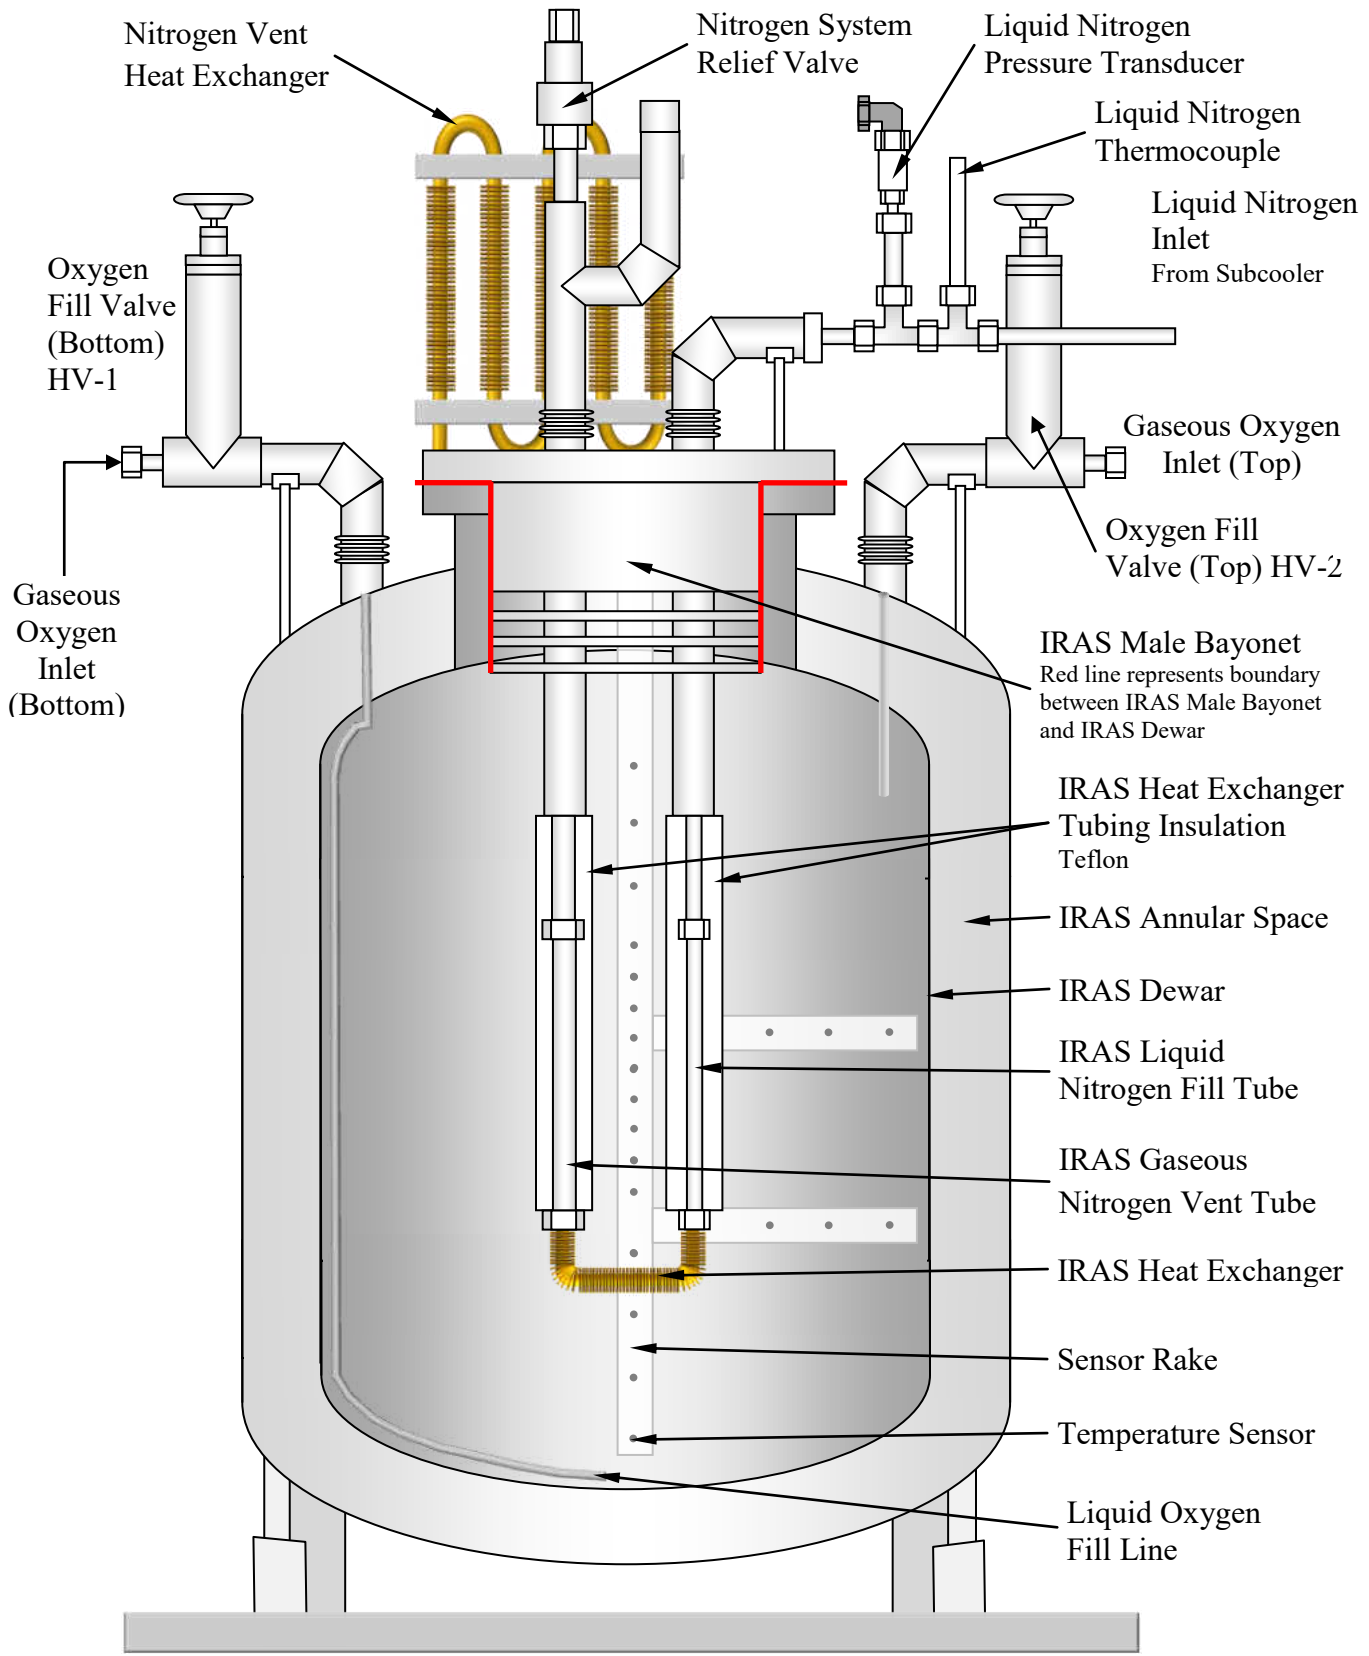 Nitrogen Vent
Heat Exchanger
Nitrogen System
Relief Valve
Liquid Nitrogen
Pressure Transducer
Liquid Nitrogen
Thermocouple
Liquid Nitrogen
Inlet
From Subcooler
Oxygen
Fill Valve
(Bottom)
HV-1
Gaseous Oxygen
Inlet (Top)
Oxygen Fill
Valve (Top) HV-2
Gaseous
Oxygen
Inlet
(Bottom)
IRAS Male Bayonet
Red line represents boundary
between IRAS Male Bayonet
and IRAS Dewar
IRAS Heat Exchanger
Tubing Insulation
Teflon
IRAS Annular Space
IRAS Dewar
IRAS Liquid
Nitrogen Fill Tube
IRAS Gaseous
Nitrogen Vent Tube
IRAS Heat Exchanger
Sensor Rake
Temperature Sensor
Liquid Oxygen
Fill Line